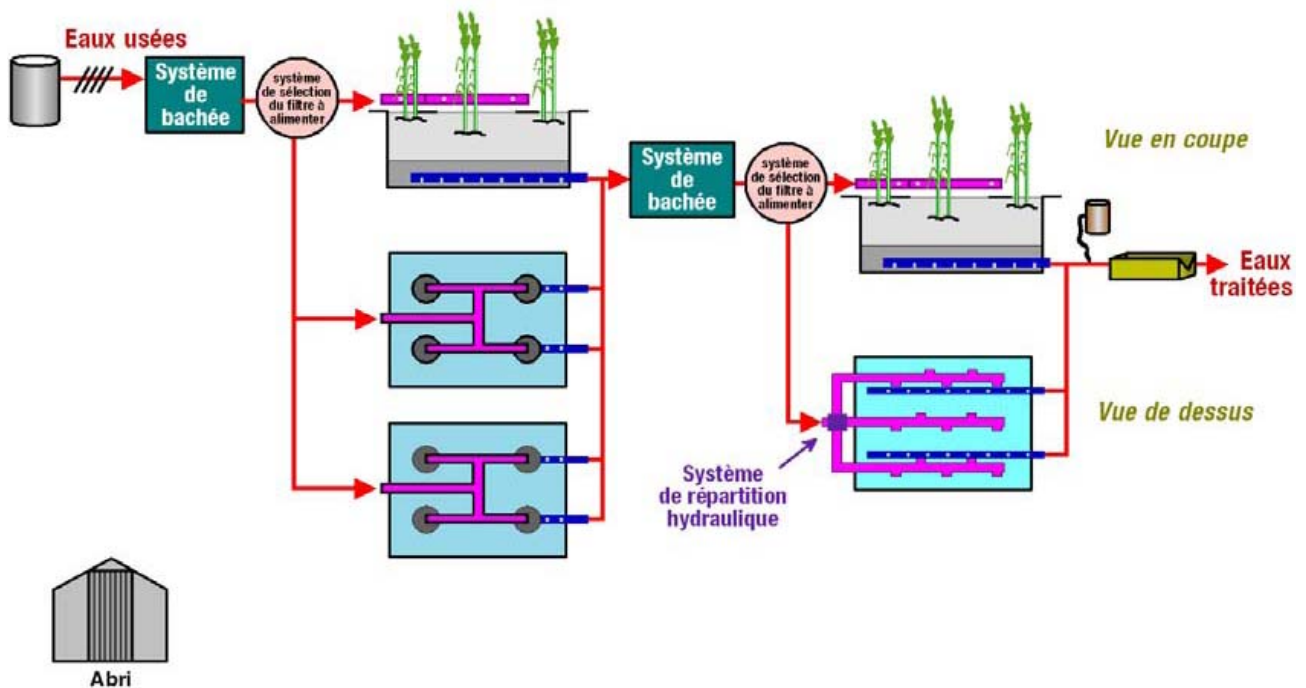 Eaux usées
Système
de
bachée
système
de sélection
du filtre à
alimenter
Système
de
bachée
système
de sélection
du filtre à
alimenter
Vue en coupe
Eaux
traitées
Vue de dessus
Système
de répartition
hydraulique
Abri